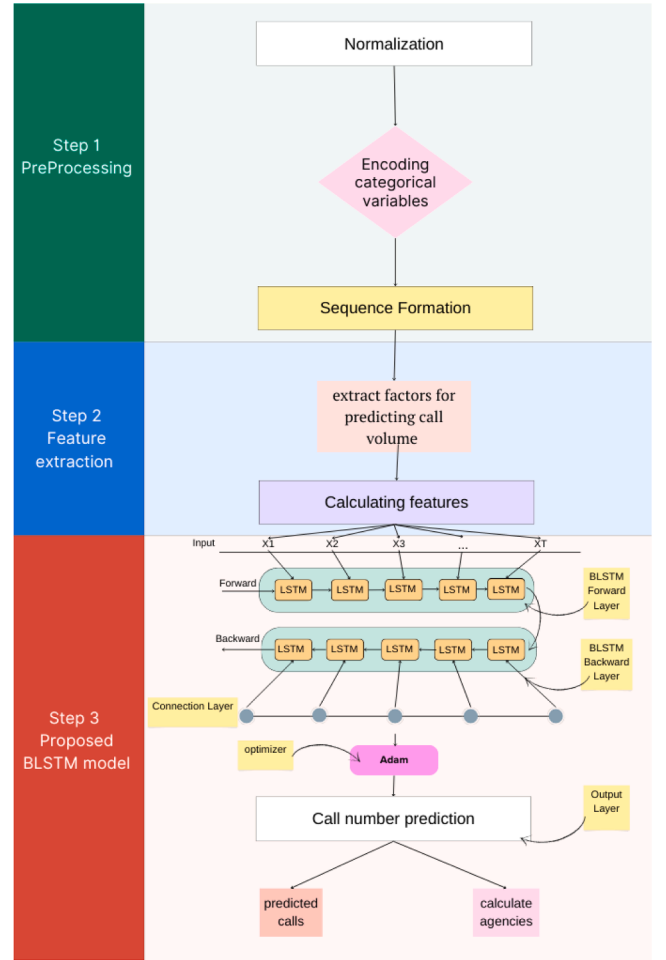 Normalization
Step 1
PreProcessing
Encoding
categorical
variables
Sequence Formation
Step 2
Feature
extraction
extract factors for
predicting call
volume
Calculating features
Input X1 X2 X3 ... XT
Forward LSTM LSTM LSTM LSTM LSTM
BLSTM
Forward
Layer
Backward LSTM LSTM LSTM LSTM LSTM
BLSTM
Backward
Layer
Connection Layer
Step 3
Proposed
BLSTM model
optimizer
Adam
Call number prediction
Output
Layer
predicted
calls
calculate
agencies